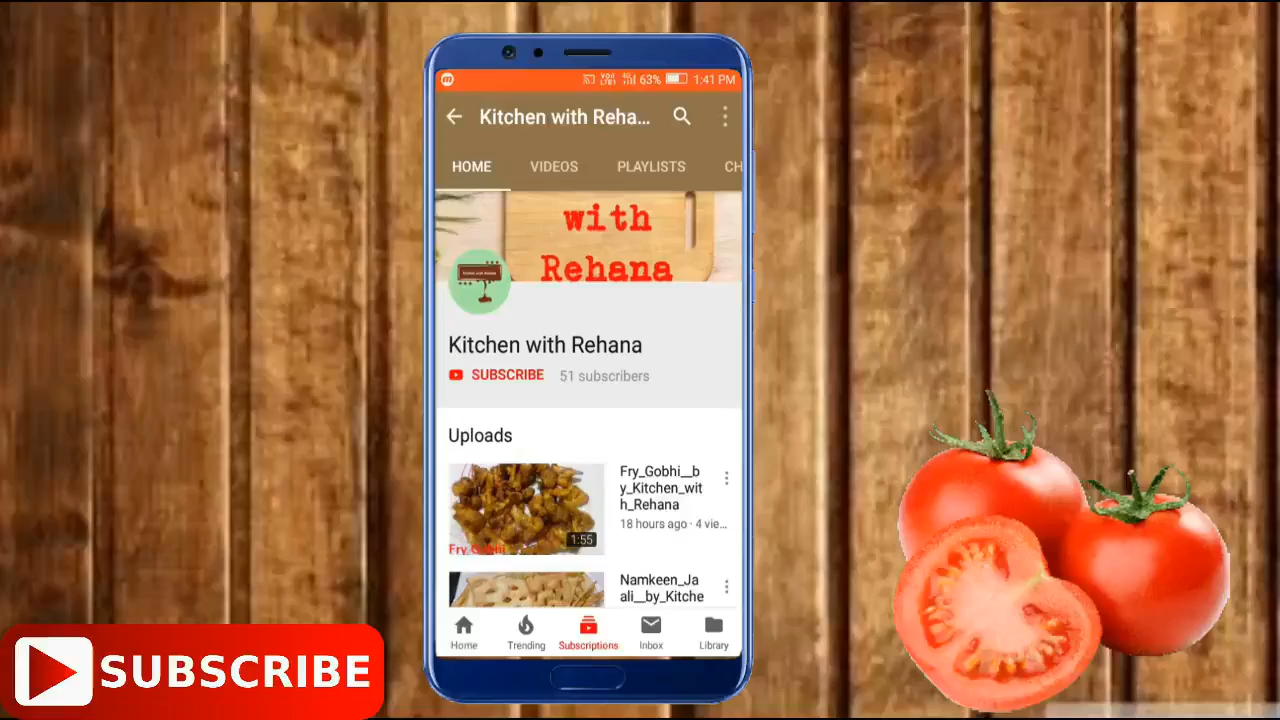 63% 1:41 PM
Kitchen with Reha...
HOME VIDEOS PLAYLISTS CH
with
Rehana
Kitchen with Rehana
SUBSCRIBE 51 subscribers
Uploads
Fry_Gobhi__b
y_Kitchen_wit
h_Rehana
18 hours ago · 4 vie...
1:55
Fry Gobhi
Namkeen_Ja
ali__by_Kitche
Home Trending Subscriptions Inbox Library
SUBSCRIBE